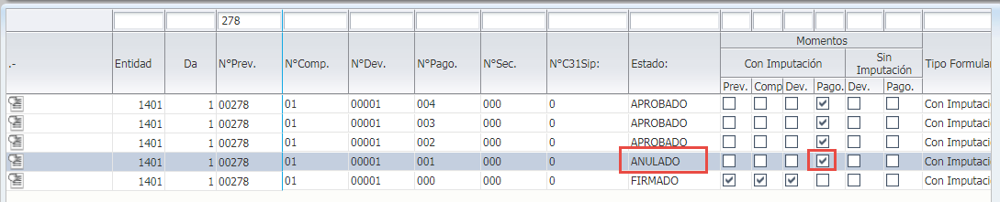 278
Momentos
.- Entidad Da N°Prev. N°Comp. N°Dev. N°Pago. N°Sec. N°C31Sip: Estado: Con Imputación Sin Imputación Tipo Formular
Prev. Comp Dev. Pago. Dev. Pago.
1401 1 00278 01 00001 004 000 0 APROBADO Con Imputaci
1401 1 00278 01 00001 003 000 0 APROBADO Con Imputaci
1401 1 00278 01 00001 002 000 0 APROBADO Con Imputaci
1401 1 00278 01 00001 001 000 0 ANULADO Con Imputaci
1401 1 00278 01 00001 000 000 0 FIRMADO Con Imputaci